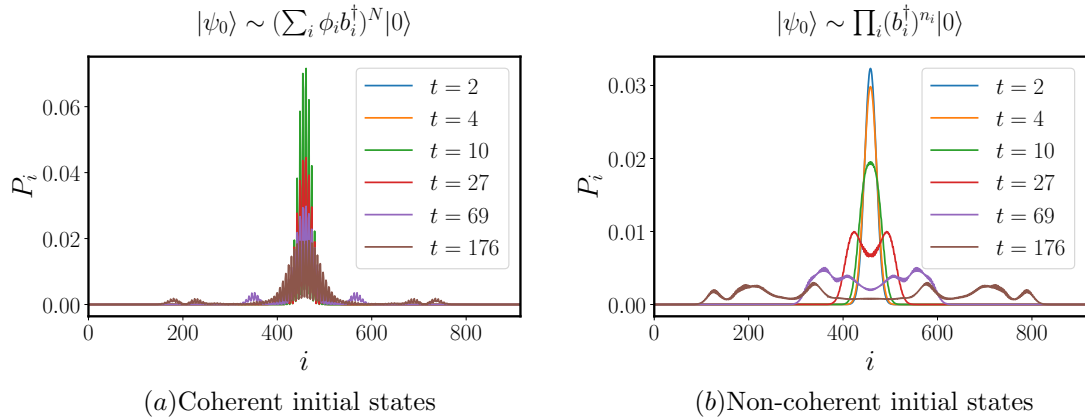 |ψ₀⟩ ∼ (∑ᵢ ϕᵢbᵢ†)ᴺ|0⟩
0.06
0.04
0.02
0.00
Pᵢ
0
200
400
600
800
i
t = 2
t = 4
t = 10
t = 27
t = 69
t = 176
(a)Coherent initial states
|ψ₀⟩ ∼ ∏ᵢ(bᵢ†)ⁿⁱ|0⟩
0.03
0.02
0.01
0.00
Pᵢ
0
200
400
600
800
i
t = 2
t = 4
t = 10
t = 27
t = 69
t = 176
(b)Non-coherent initial states